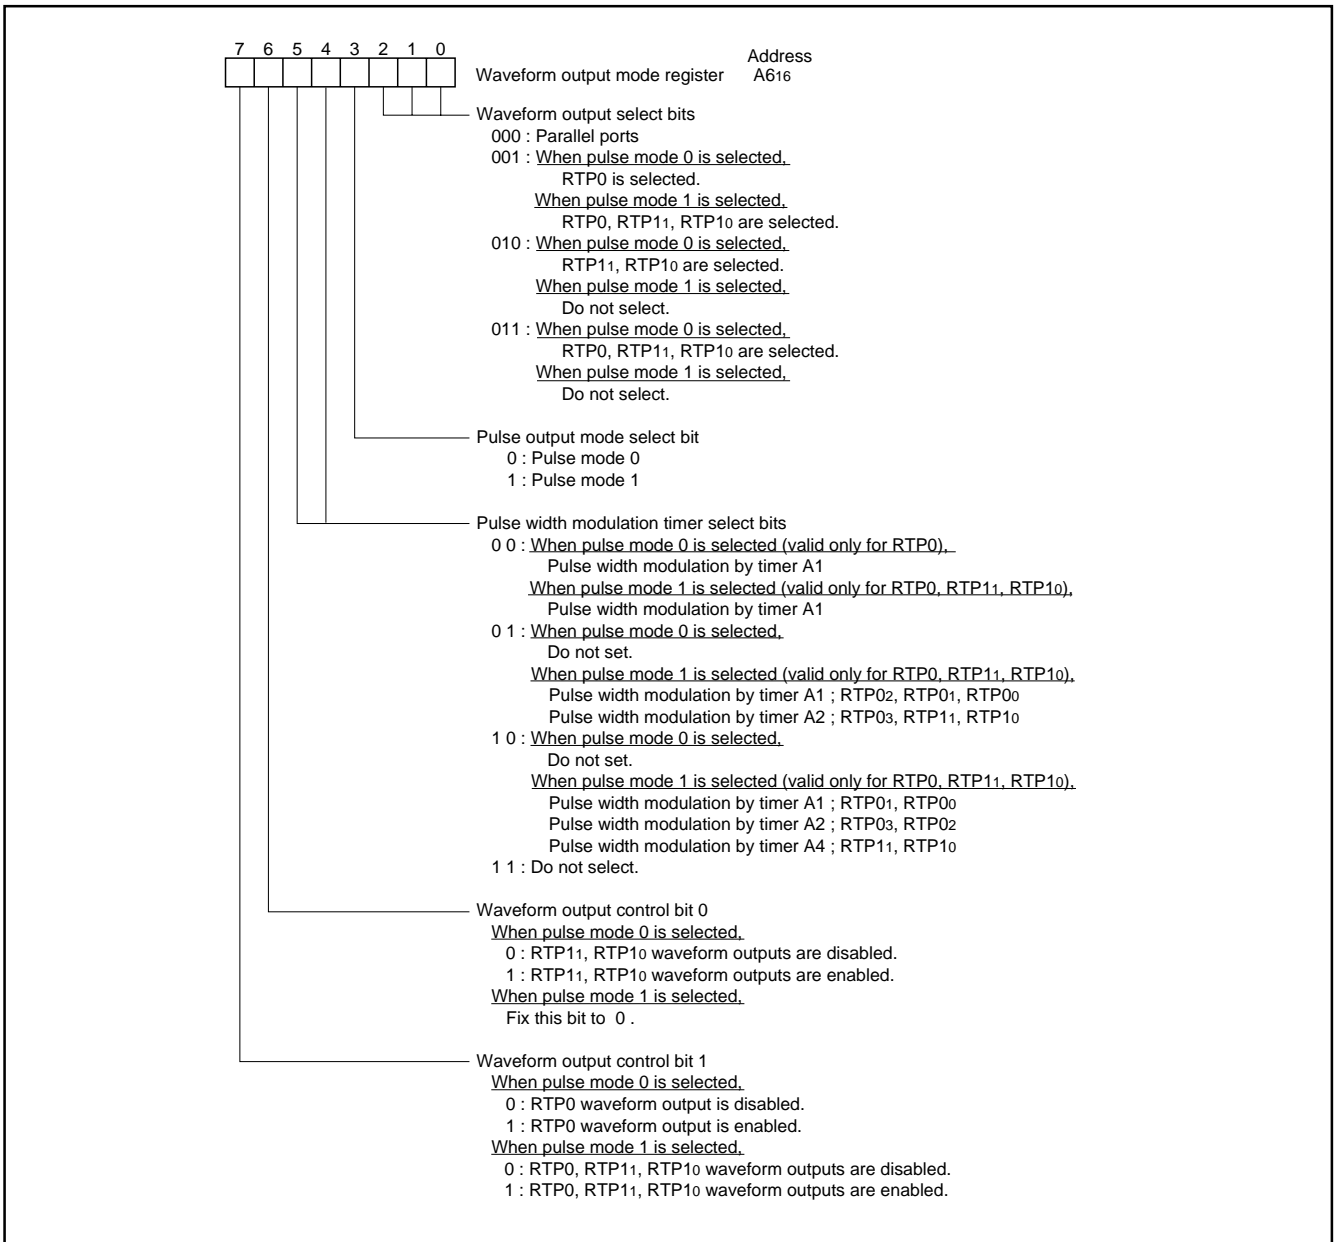 7 6 5 4 3 2 1 0
Address
Waveform output mode register A616
Waveform output select bits
000 : Parallel ports
001 : When pulse mode 0 is selected,
RTP0 is selected.
When pulse mode 1 is selected,
RTP0, RTP11, RTP10 are selected.
010 : When pulse mode 0 is selected,
RTP11, RTP10 are selected.
When pulse mode 1 is selected,
Do not select.
011 : When pulse mode 0 is selected,
RTP0, RTP11, RTP10 are selected.
When pulse mode 1 is selected,
Do not select.
Pulse output mode select bit
0 : Pulse mode 0
1 : Pulse mode 1
Pulse width modulation timer select bits
0 0 : When pulse mode 0 is selected (valid only for RTP0),
Pulse width modulation by timer A1
When pulse mode 1 is selected (valid only for RTP0, RTP11, RTP10),
Pulse width modulation by timer A1
0 1 : When pulse mode 0 is selected,
Do not set.
When pulse mode 1 is selected (valid only for RTP0, RTP11, RTP10),
Pulse width modulation by timer A1 ; RTP02, RTP01, RTP00
Pulse width modulation by timer A2 ; RTP03, RTP11, RTP10
1 0 : When pulse mode 0 is selected,
Do not set.
When pulse mode 1 is selected (valid only for RTP0, RTP11, RTP10),
Pulse width modulation by timer A1 ; RTP01, RTP00
Pulse width modulation by timer A2 ; RTP03, RTP02
Pulse width modulation by timer A4 ; RTP11, RTP10
1 1 : Do not select.
Waveform output control bit 0
When pulse mode 0 is selected,
0 : RTP11, RTP10 waveform outputs are disabled.
1 : RTP11, RTP10 waveform outputs are enabled.
When pulse mode 1 is selected,
Fix this bit to 0 .
Waveform output control bit 1
When pulse mode 0 is selected,
0 : RTP0 waveform output is disabled.
1 : RTP0 waveform output is enabled.
When pulse mode 1 is selected,
0 : RTP0, RTP11, RTP10 waveform outputs are disabled.
1 : RTP0, RTP11, RTP10 waveform outputs are enabled.